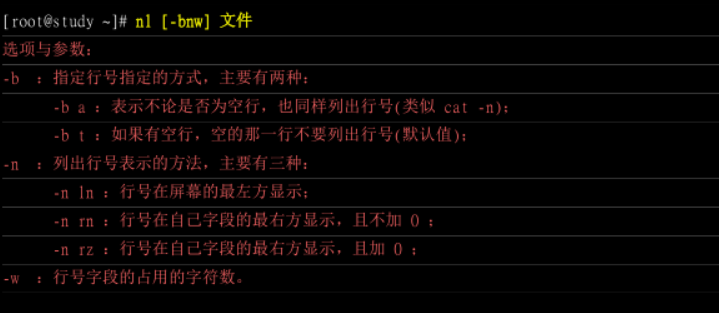 [root@study ~]# nl [-bnw] 文件
选项与参数：
-b ：指定行号指定的方式，主要有两种：
-b a ：表示不论是否为空行，也同样列出行号(类似 cat -n)；
-b t ：如果有空行，空的那一行不要列出行号(默认值)；
-n ：列出行号表示的方法，主要有三种：
-n ln ：行号在屏幕的最左方显示；
-n rn ：行号在自己字段的最右方显示，且不加 0 ；
-n rz ：行号在自己字段的最右方显示，且加 0 ；
-w ：行号字段的占用的字符数。